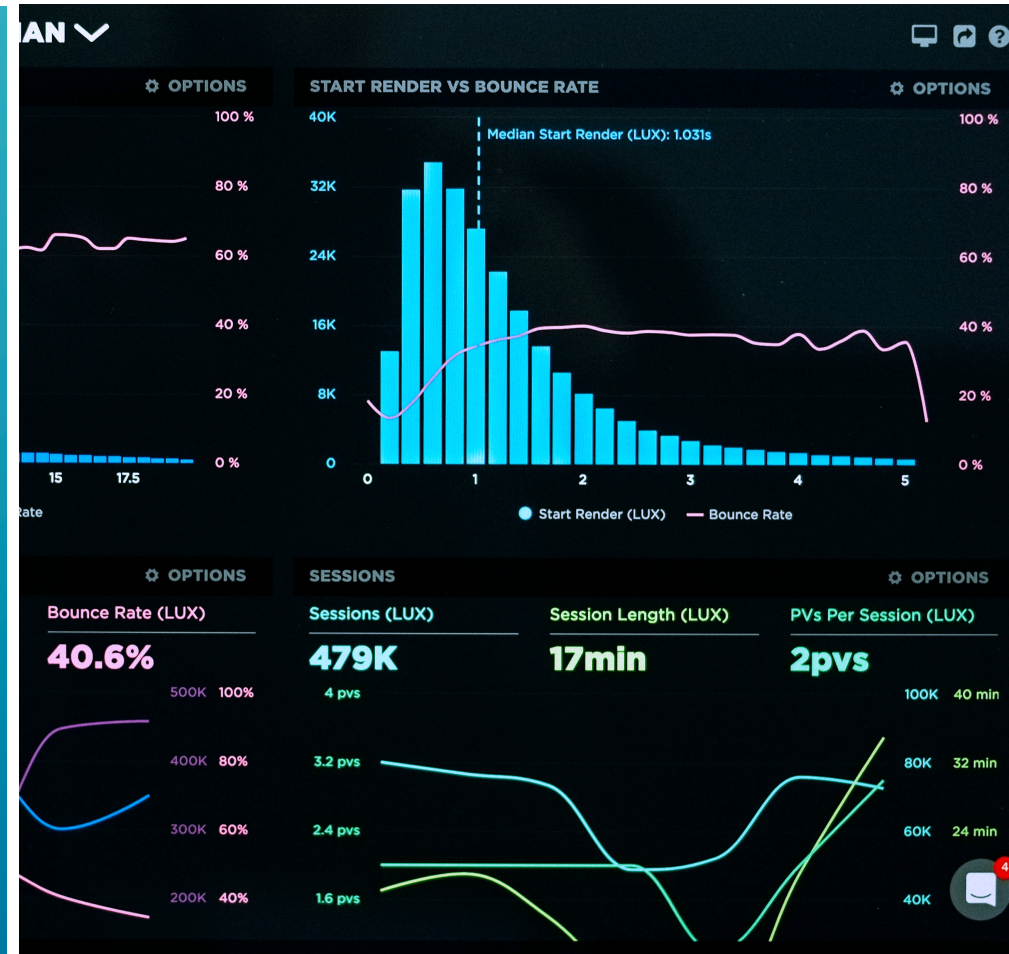 IAN
OPTIONS
START RENDER VS BOUNCE RATE
OPTIONS
100 %
80 %
60 %
40 %
20 %
0 %
15
17.5
Rate
40K
32K
24K
16K
8K
0
Median Start Render (LUX): 1.031s
100 %
80 %
60 %
40 %
20 %
0 %
0
1
2
3
4
5
Start Render (LUX)
Bounce Rate
OPTIONS
SESSIONS
OPTIONS
Bounce Rate (LUX)
40.6%
500K 100%
400K 80%
300K 60%
200K 40%
Sessions (LUX)
479K
Session Length (LUX)
17min
PVs Per Session (LUX)
2pvs
4 pvs
3.2 pvs
2.4 pvs
1.6 pvs
100K 40 min
80K 32 min
60K 24 min
40K
4